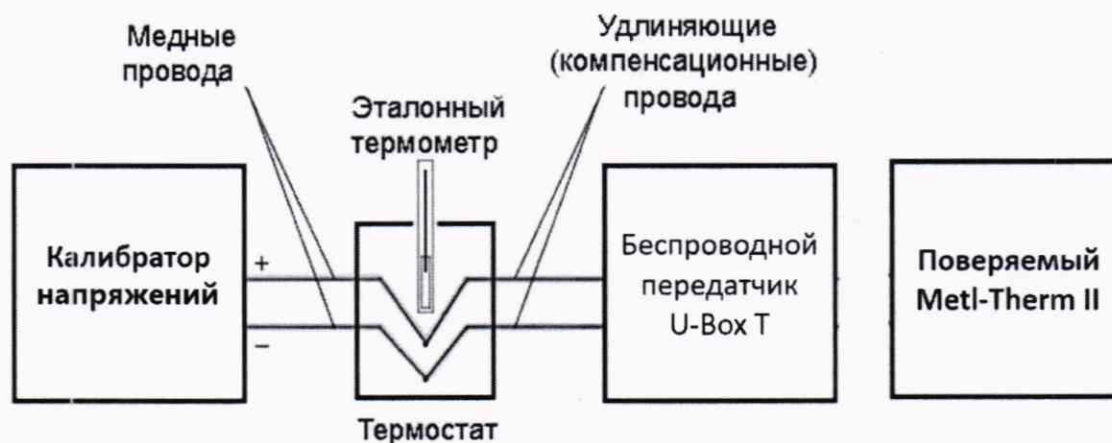 Медные
провода
Удлиняющие
(компенсационные)
провода
Эталонный
термометр
Калибратор
напряжений
+
−
Беспроводной
передатчик
U-Box T
Поверяемый
Metl-Therm II
Термостат